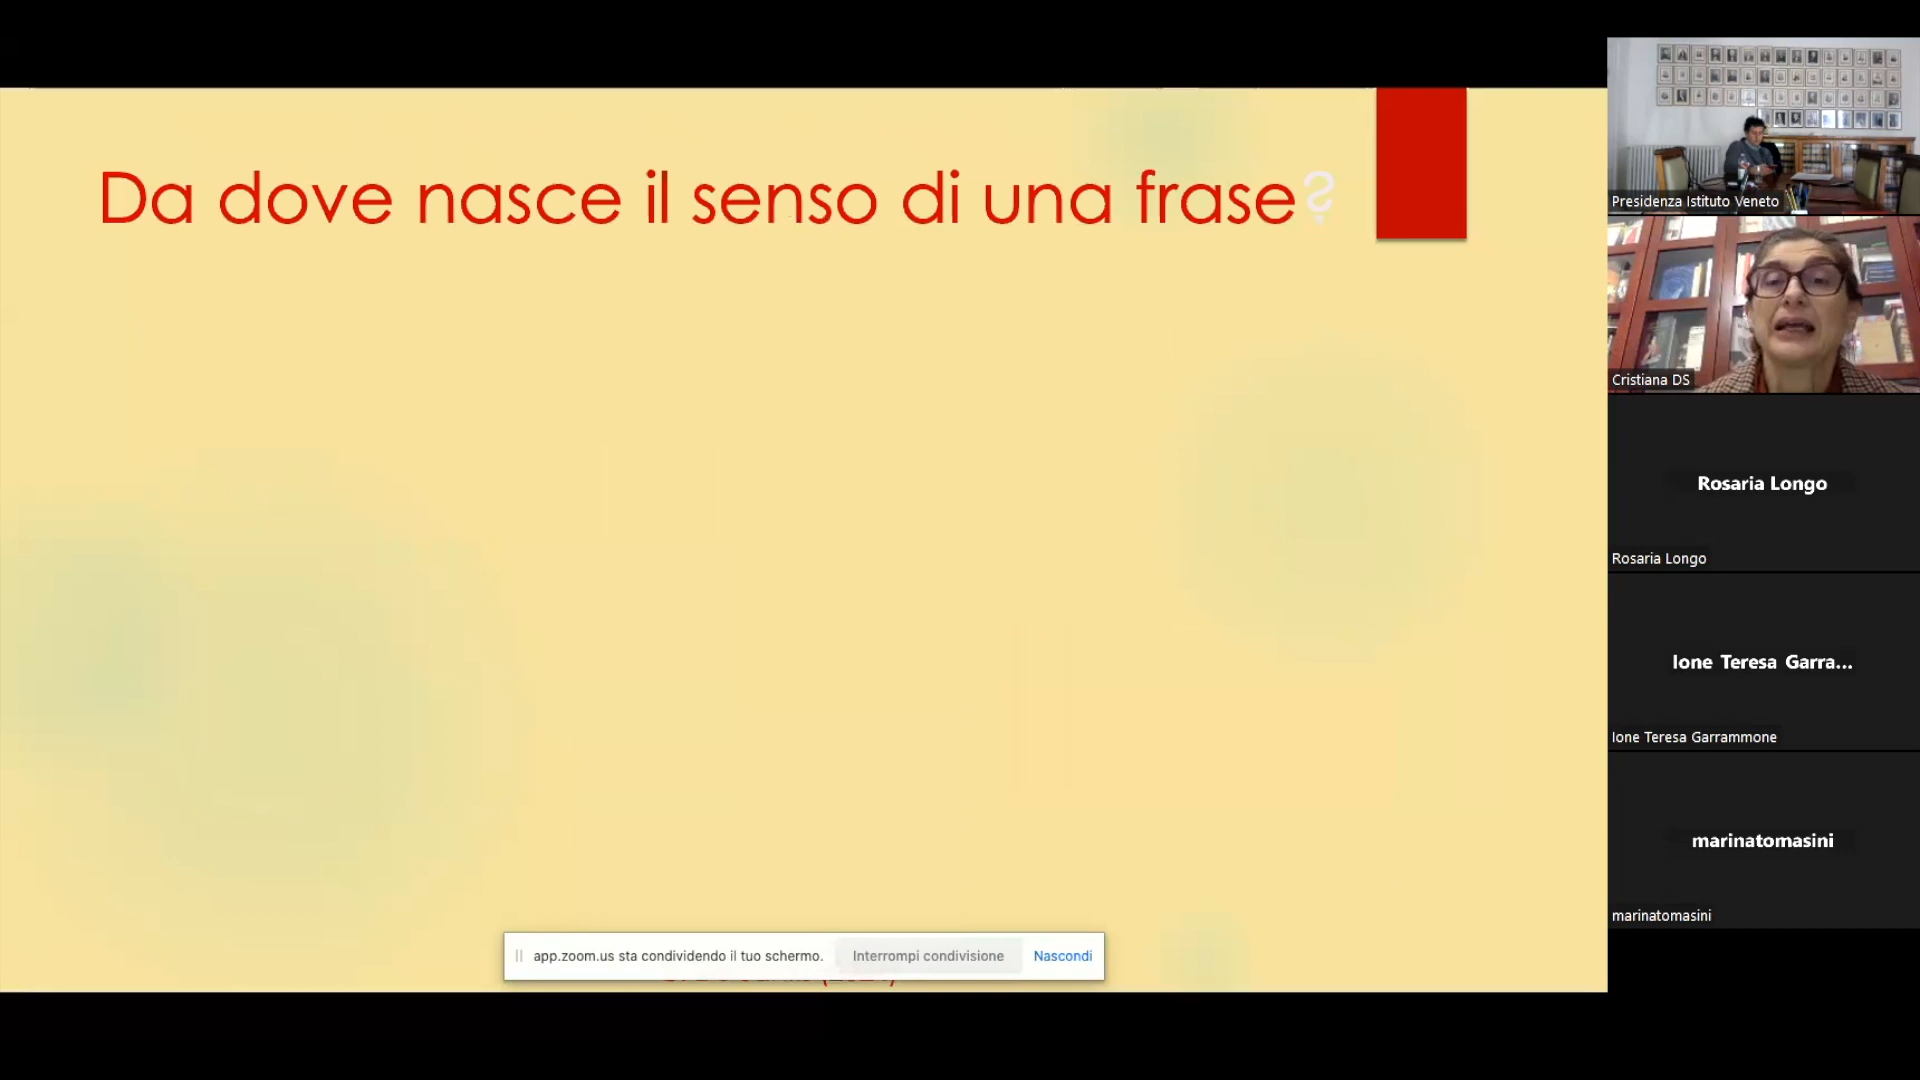 Da dove nasce il senso di una frase?
app.zoom.us sta condividendo il tuo schermo. Interrompi condivisione Nascondi
Presidenza Istituto Veneto
Cristiana DS
Rosaria Longo
Rosaria Longo
Ione Teresa Garra...
Ione Teresa Garrammone
marinatomasini
marinatomasini